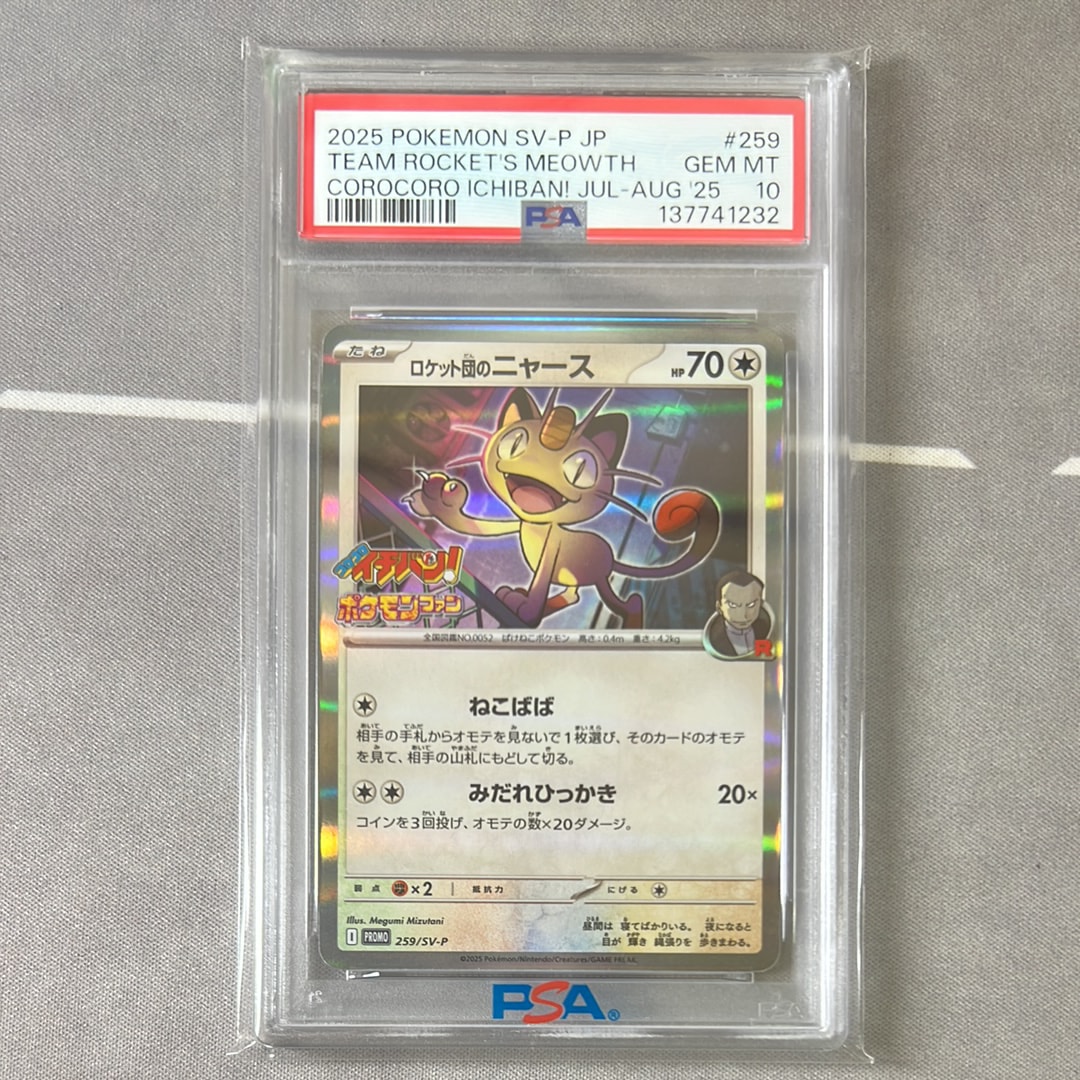 2025 POKEMON SV-P JP #259
TEAM ROCKET'S MEOWTH GEM MT
COROCORO ICHIBAN! JUL-AUG '25 10
PSA 137741232
たね ロケット団のニャース HP70
だん
コロコロ
イチバン!
ポケモンファン
R
全国図鑑NO.0052 ばけねこポケモン 高さ:0.4m 重さ:4.2kg
ねこばば
相手の手札からオモテを見ないで1枚選び、そのカードのオモテ
を見て、相手の山札にもどして切る。
みだれひっかき 20×
コインを3回投げ、オモテの数×20ダメージ。
弱点 ×2 抵抗力 にげる
Illus. Megumi Mizutani
昼間は 寝てばかりいる。 夜になると
目が 輝き 縄張りを 歩きまわる。
D PROMO 259/SV-P
©2025 Pokémon/Nintendo/Creatures/GAME FREAK.
PSA®